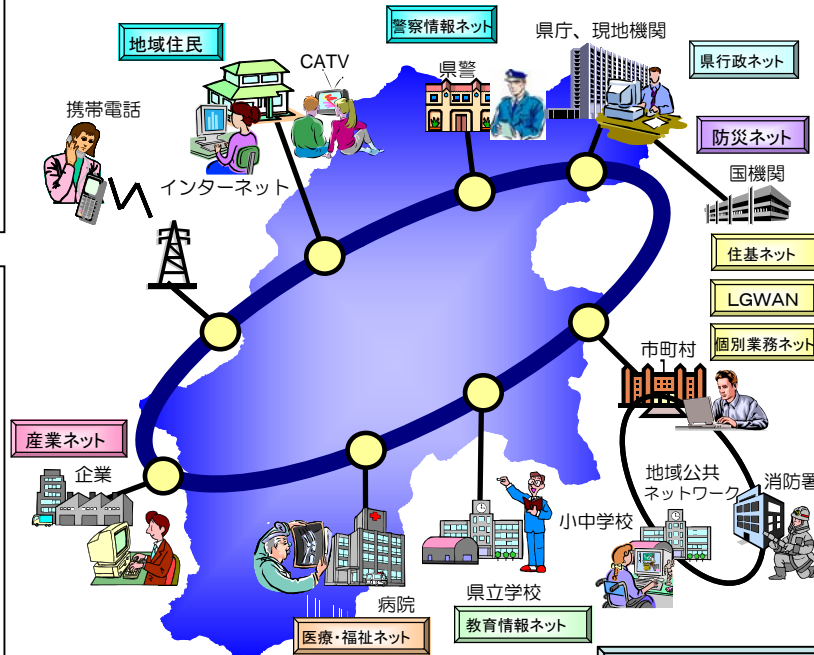 警察情報ネット
県庁、現地機関
地域住民
県行政ネット
CATV
県警
携帯電話
防災ネット
国機関
インターネット
住基ネット
LGWAN
個別業務ネット
市町村
産業ネット
企業
地域公共
ネットワーク
消防署
小中学校
県立学校
病院
教育情報ネット
医療・福祉ネット